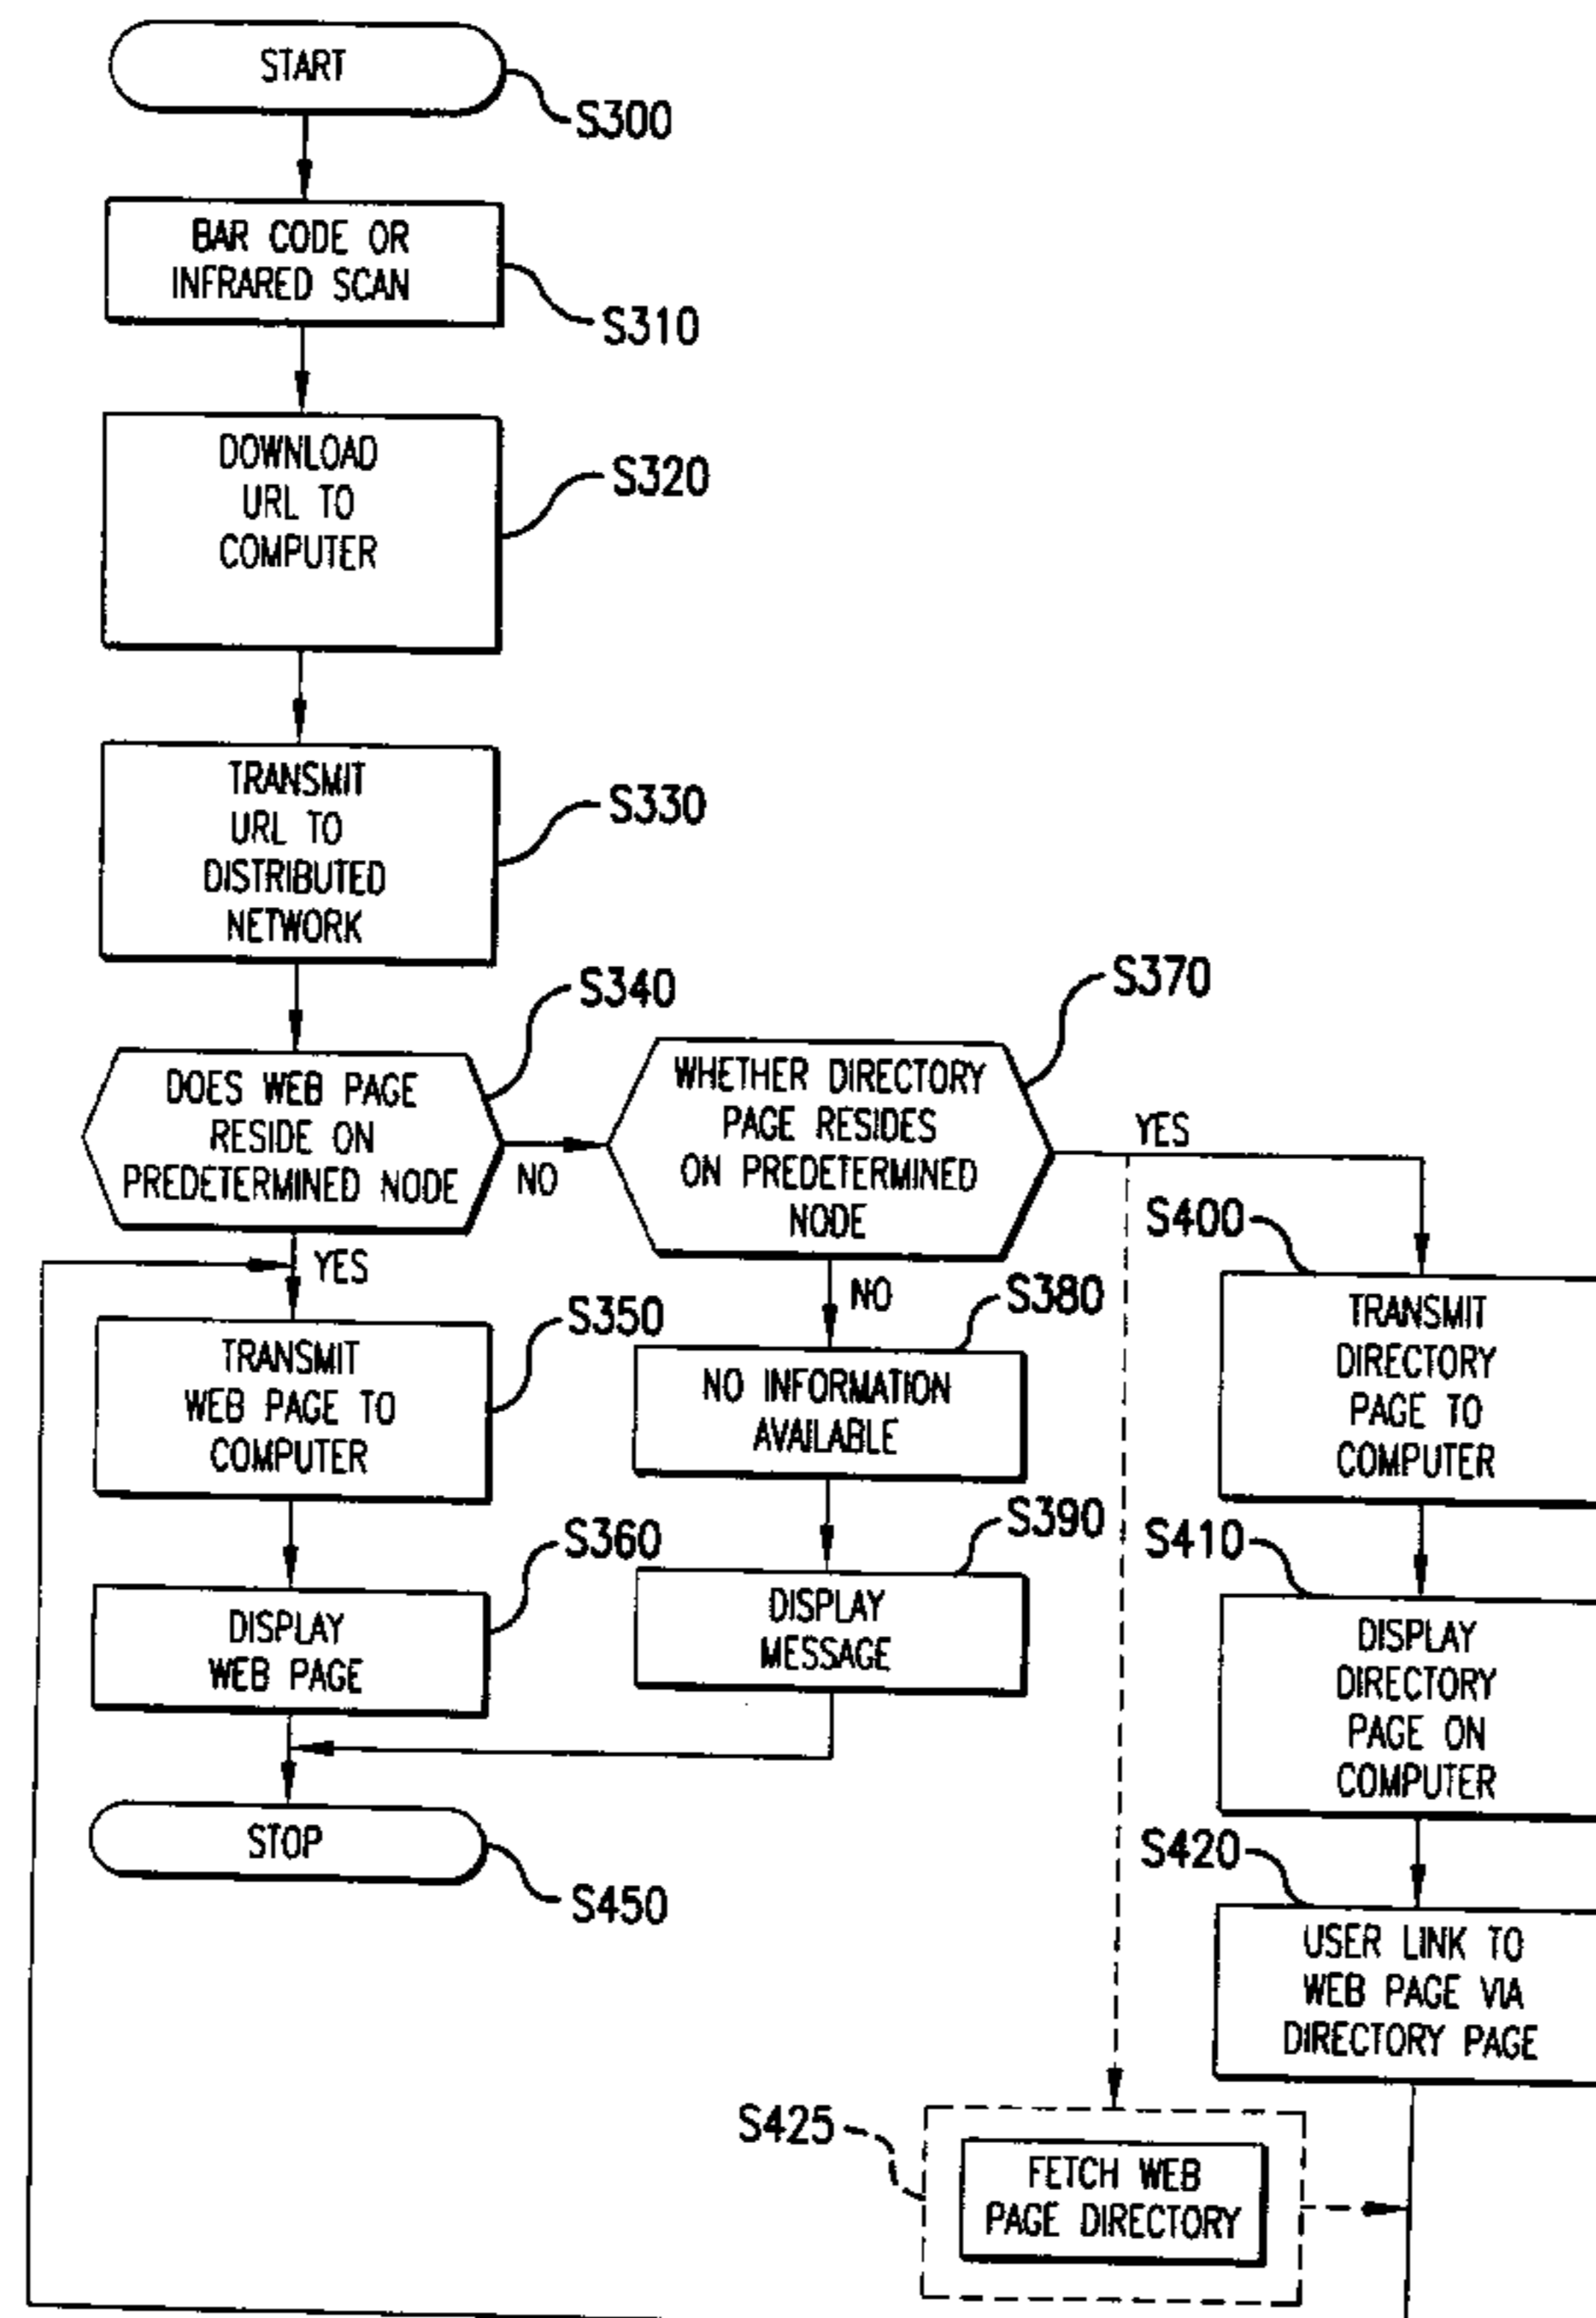 START
S300
BAR CODE OR
INFRARED SCAN
S310
DOWNLOAD
URL TO
COMPUTER
S320
TRANSMIT
URL TO
DISTRIBUTED
NETWORK
S330
DOES WEB PAGE
RESIDE ON
PREDETERMINED NODE
S340
NO
YES
WHETHER DIRECTORY
PAGE RESIDES
ON PREDETERMINED
NODE
S370
YES
NO
TRANSMIT
WEB PAGE TO
COMPUTER
S350
DISPLAY
WEB PAGE
S360
STOP
S450
NO INFORMATION
AVAILABLE
S380
DISPLAY
MESSAGE
S390
S400
TRANSMIT
DIRECTORY
PAGE TO
COMPUTER
S410
DISPLAY
DIRECTORY
PAGE ON
COMPUTER
S420
USER LINK TO
WEB PAGE VIA
DIRECTORY PAGE
S425
FETCH WEB
PAGE DIRECTORY